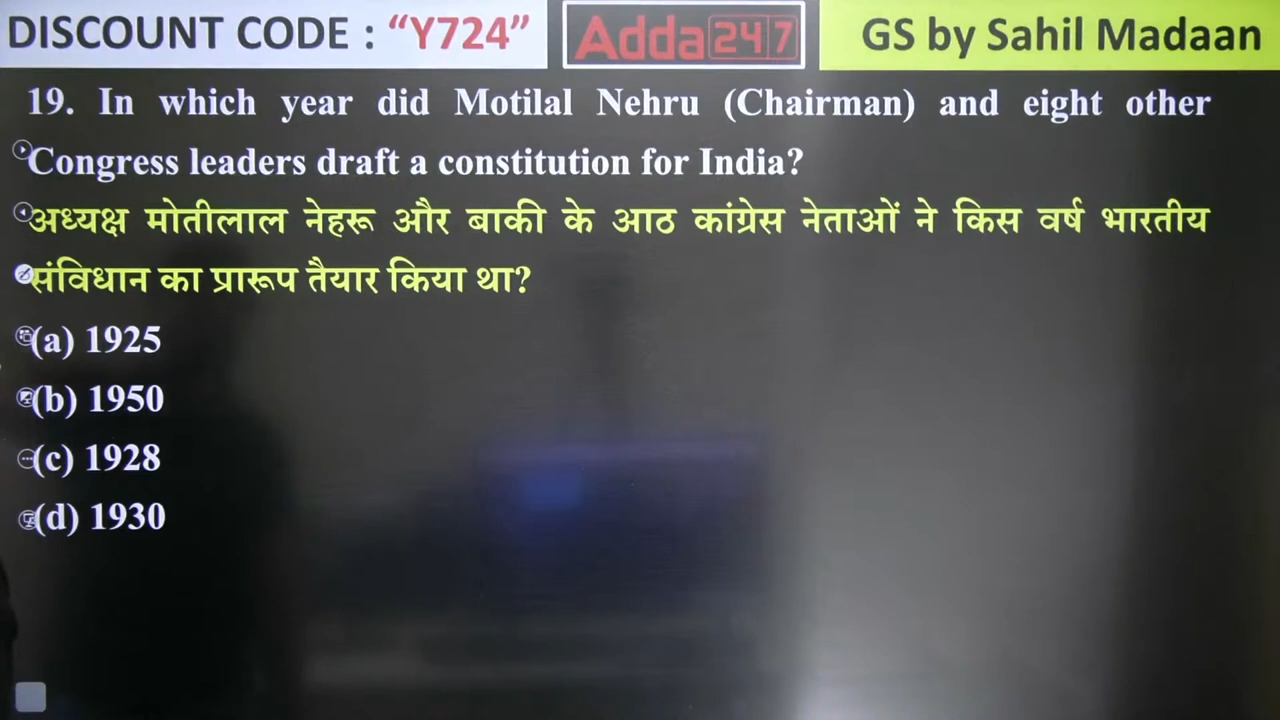 DISCOUNT CODE : “Y724”
Adda247
GS by Sahil Madaan
19. In which year did Motilal Nehru (Chairman) and eight other
Congress leaders draft a constitution for India?
अध्यक्ष मोतीलाल नेहरू और बाकी के आठ कांग्रेस नेताओं ने किस वर्ष भारतीय
संविधान का प्रारूप तैयार किया था?
(a) 1925
(b) 1950
(c) 1928
(d) 1930